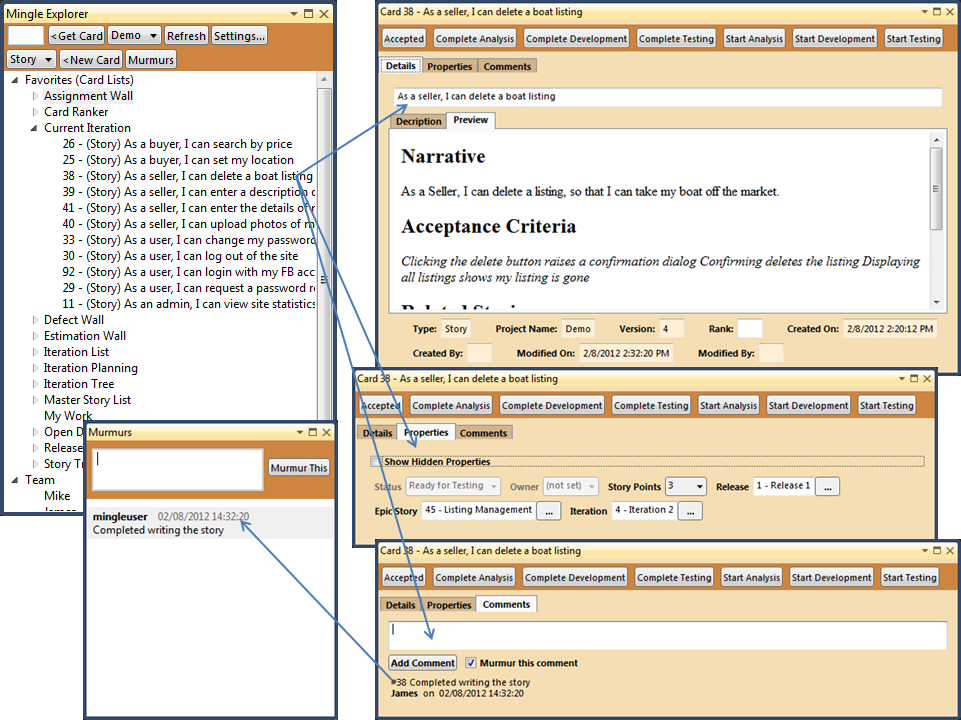 Mingle Explorer
<Get Card Demo Refresh Settings...
Story <New Card Murmurs
Favorites (Card Lists)
Assignment Wall
Card Ranker
Current Iteration
26 - (Story) As a buyer, I can search by price
25 - (Story) As a buyer, I can set my location
38 - (Story) As a seller, I can delete a boat listing
39 - (Story) As a seller, I can enter a description
41 - (Story) As a seller, I can enter the details of
40 - (Story) As a seller, I can upload photos of
33 - (Story) As a user, I can change my password
30 - (Story) As a user, I can log out of the site
92 - (Story) As a user, I can login with my FB acc
29 - (Story) As a user, I can request a password
11 - (Story) As an admin, I can view site statistics
Defect Wall
Estimation Wall
Iteration List
Iteration Planning
Iteration Tree
Master Story List
My Work
Open D
Release
Story Tr
Team
Mike
Murmurs
Murmur This
mingleuser 02/08/2012 14:32:20
Completed writing the story
Card 38 - As a seller, I can delete a boat listing
Accepted Complete Analysis Complete Development Complete Testing Start Analysis Start Development Start Testing
Details Properties Comments
As a seller, I can delete a boat listing
Decription Preview
Narrative
As a Seller, I can delete a listing, so that I can take my boat off the market.
Acceptance Criteria
Clicking the delete button raises a confirmation dialog Confirming deletes the listing Displaying
all listings shows my listing is gone
Type: Story Project Name: Demo Version: 4 Rank: Created On: 2/8/2012 2:20:12 PM
Created By: Modified On: 2/8/2012 2:32:20 PM Modified By:
Card 38 - As a seller, I can delete a boat listing
Accepted Complete Analysis Complete Development Complete Testing Start Analysis Start Development Start Testing
Details Properties Comments
Show Hidden Properties
Status Ready for Testing Owner (not set) Story Points 3 Release 1 - Release 1 ...
Epic Story 45 - Listing Management ... Iteration 4 - Iteration 2 ...
Card 38 - As a seller, I can delete a boat listing
Accepted Complete Analysis Complete Development Complete Testing Start Analysis Start Development Start Testing
Details Properties Comments
Add Comment Murmur this comment
#38 Completed writing the story
James on 02/08/2012 14:32:20